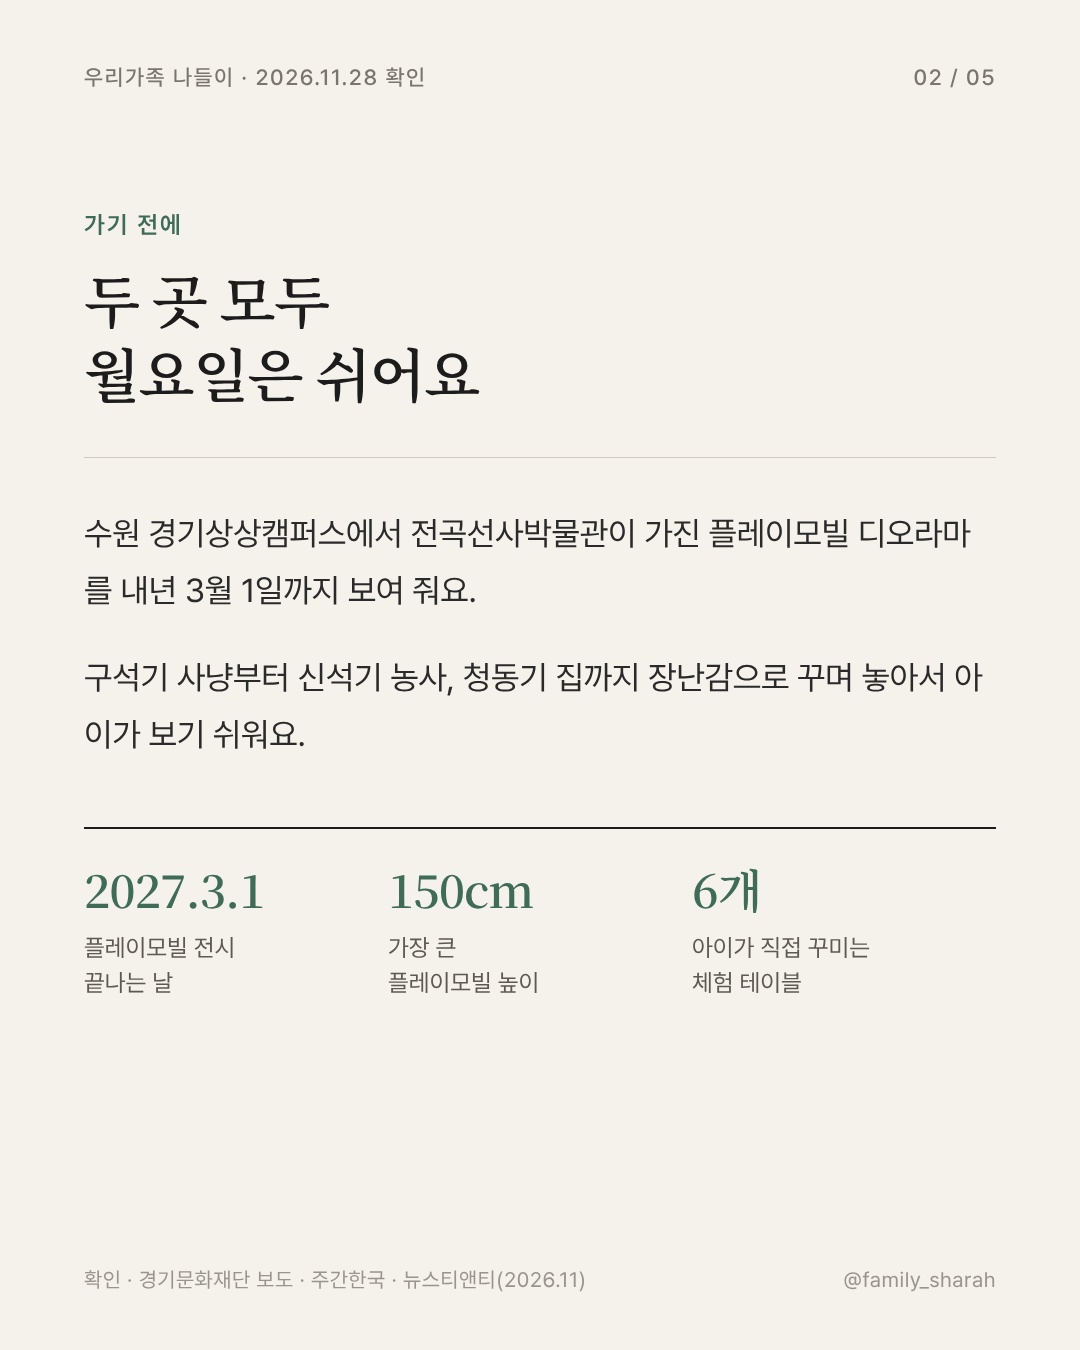 우리가족 나들이 · 2026.11.28 확인
02 / 05
가기 전에
두 곳 모두
월요일은 쉬어요
수원 경기상상캠퍼스에서 전곡선사박물관이 가진 플레이모빌 디오라마
를 내년 3월 1일까지 보여 줘요.
구석기 사냥부터 신석기 농사, 청동기 집까지 장난감으로 꾸며 놓아서 아
이가 보기 쉬워요.
2027.3.1
플레이모빌 전시
끝나는 날
150cm
가장 큰
플레이모빌 높이
6개
아이가 직접 꾸미는
체험 테이블
확인 · 경기문화재단 보도 · 주간한국 · 뉴스티앤티(2026.11)
@family_sharah